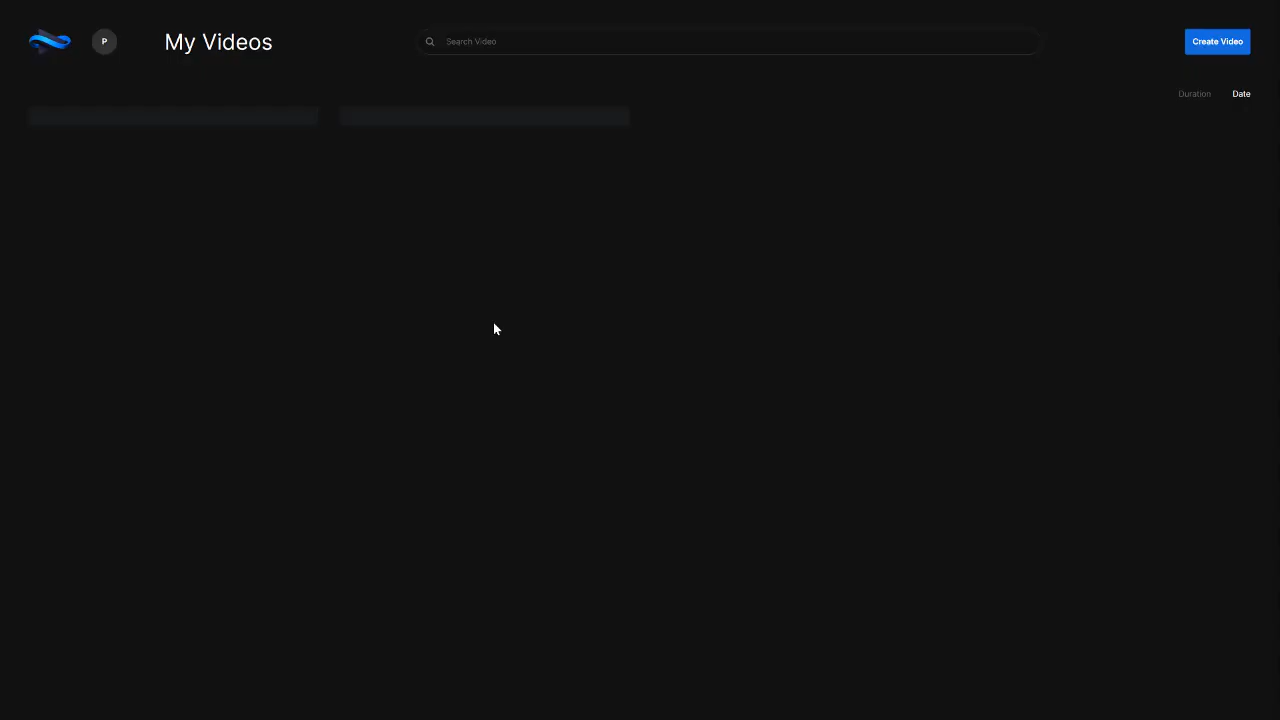 P
My Videos
Search Video
Create Video
Duration
Date